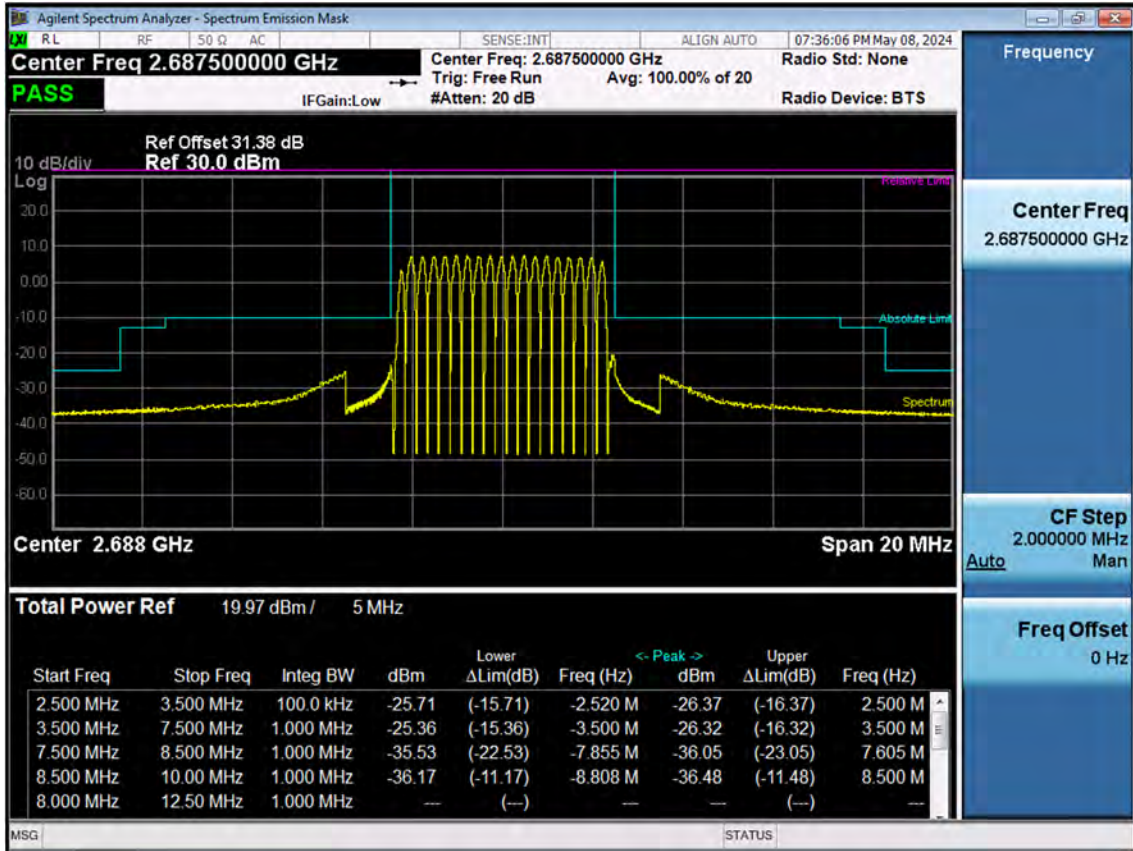 Agilent Spectrum Analyzer - Spectrum Emission Mask
LXI RL RF 50 Ω AC SENSE:INT ALIGN AUTO 07:36:06 PM May 08, 2024
Center Freq 2.687500000 GHz
Center Freq: 2.687500000 GHz
Radio Std: None
Trig: Free Run Avg: 100.00% of 20
PASS
IFGain:Low
#Atten: 20 dB
Radio Device: BTS
Ref Offset 31.38 dB
10 dB/div Ref 30.0 dBm
Log
Relative Limit
20.0
10.0
0.00
-10.0
Absolute Limit
-20.0
-30.0
Spectrum
-40.0
-50.0
-60.0
Center 2.688 GHz Span 20 MHz
Total Power Ref 19.97 dBm / 5 MHz
Lower <- Peak -> Upper
Start Freq Stop Freq Integ BW dBm ΔLim(dB) Freq (Hz) dBm ΔLim(dB) Freq (Hz)
2.500 MHz 3.500 MHz 100.0 kHz -25.71 (-15.71) -2.520 M -26.37 (-16.37) 2.500 M
3.500 MHz 7.500 MHz 1.000 MHz -25.36 (-15.36) -3.500 M -26.32 (-16.32) 3.500 M
7.500 MHz 8.500 MHz 1.000 MHz -35.53 (-22.53) -7.855 M -36.05 (-23.05) 7.605 M
8.500 MHz 10.00 MHz 1.000 MHz -36.17 (-11.17) -8.808 M -36.48 (-11.48) 8.500 M
8.000 MHz 12.50 MHz 1.000 MHz --- (---) --- --- (---) ---
MSG STATUS
Frequency
Center Freq
2.687500000 GHz
CF Step
2.000000 MHz
Auto Man
Freq Offset
0 Hz